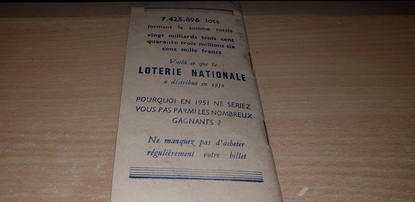 7.425.696 lots
formant la somme totale
vingt milliards trois cent
quarante trois millions six
cent mille francs
Voilà ce que la
LOTERIE NATIONALE
a distribué en 1950
POURQUOI EN 1951 NE SERIEZ
VOUS PAS PARMI LES NOMBREUX
GAGNANTS ?
Ne manquez pas d'acheter
régulièrement votre billet